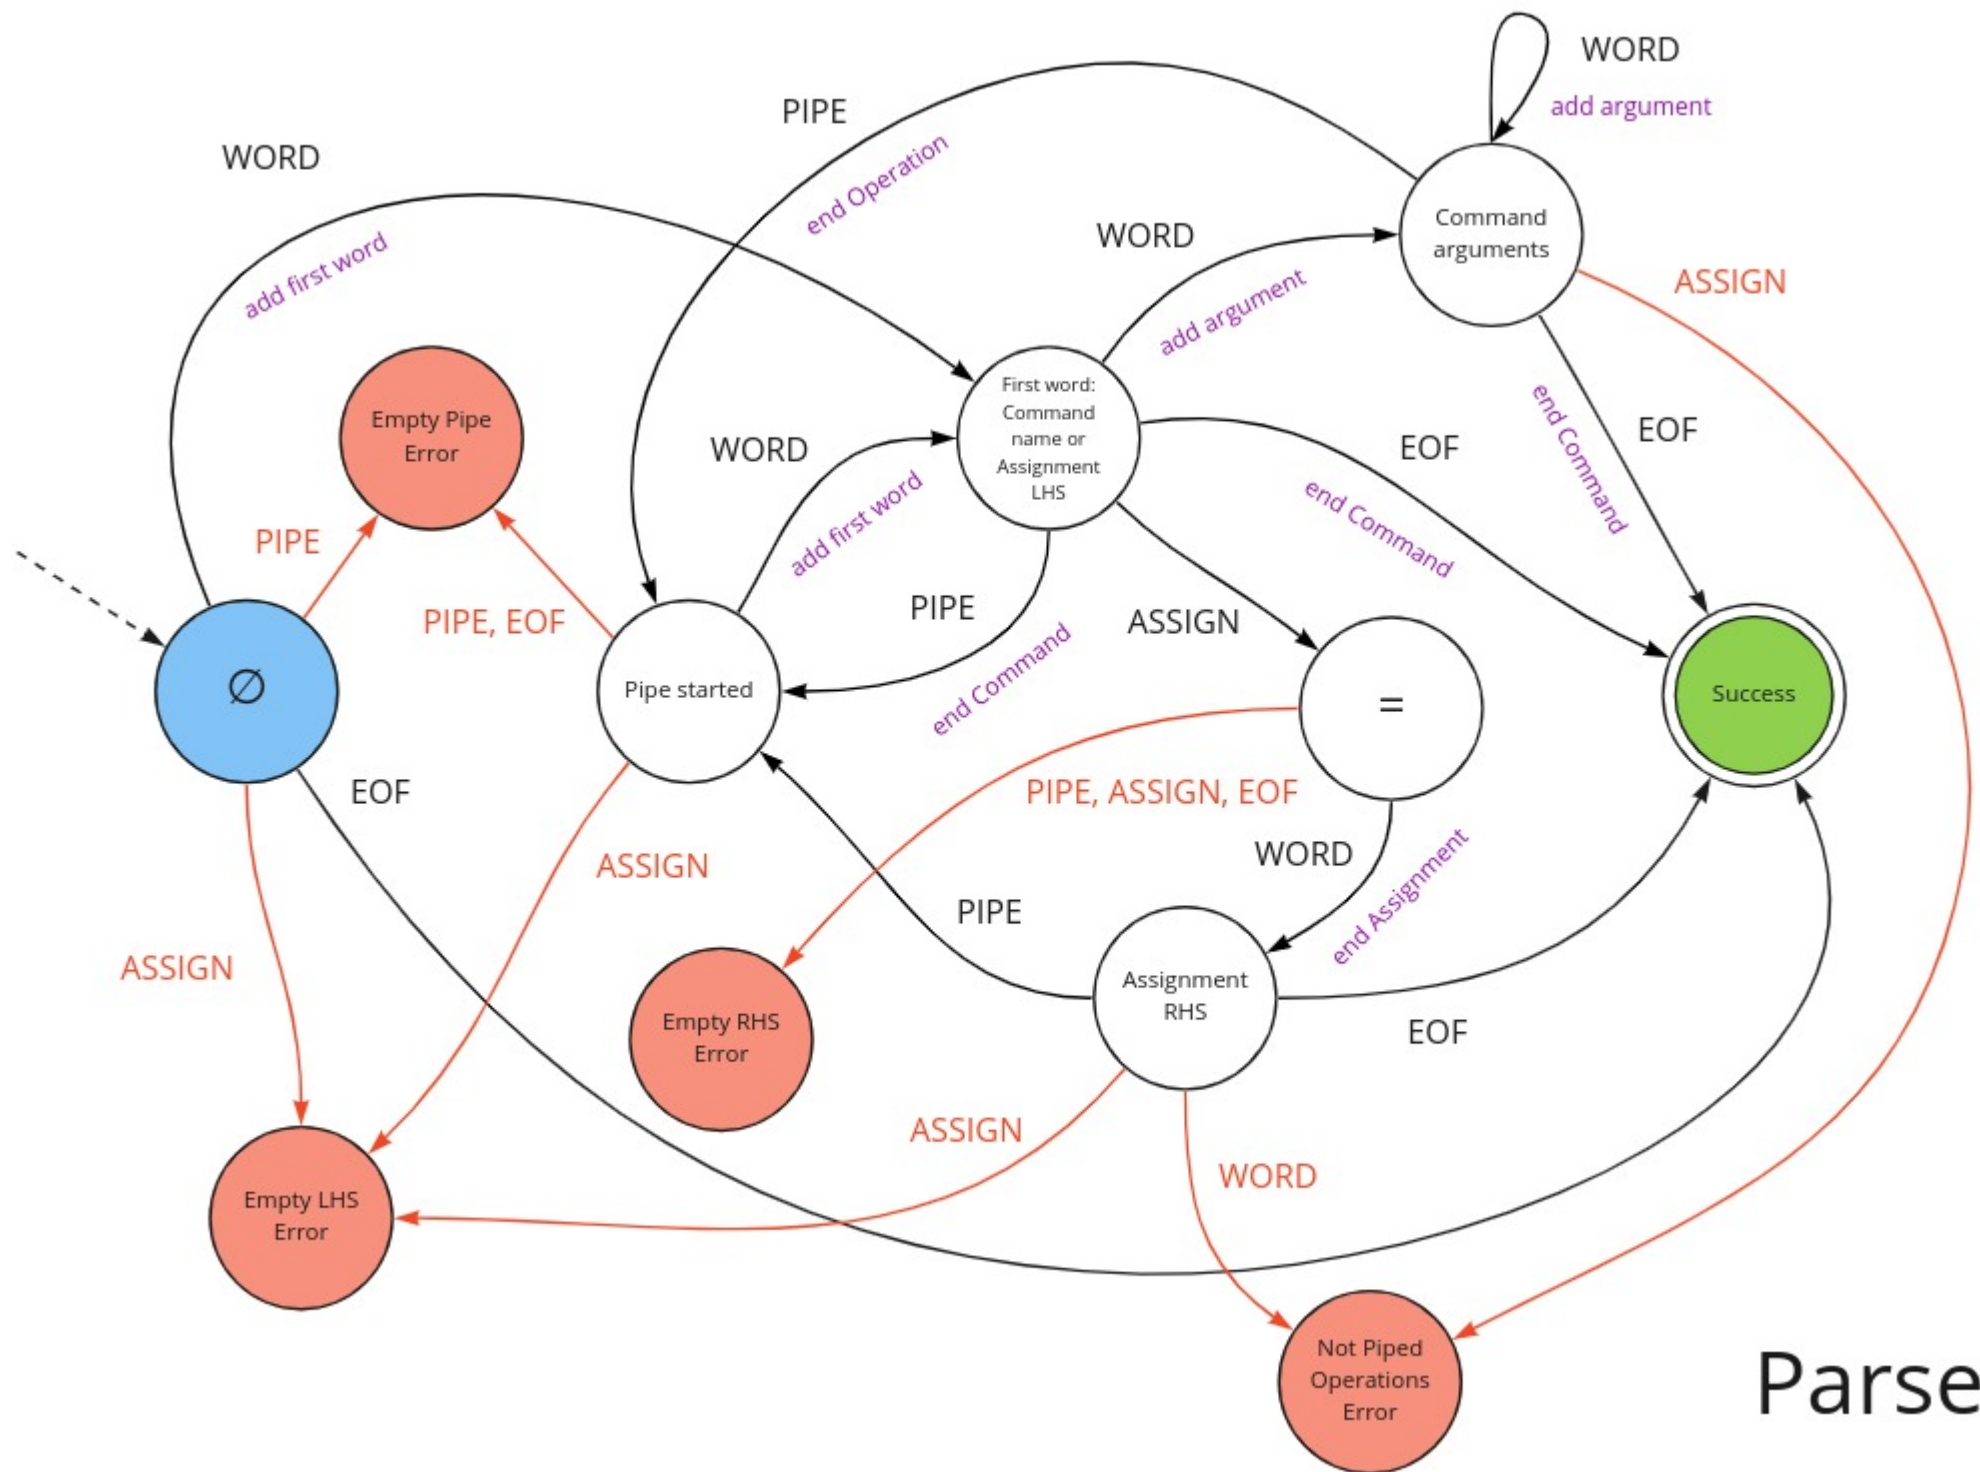 WORD
add argument
PIPE
WORD
end Operation
Command
arguments
WORD
add first word
add argument
ASSIGN
Empty Pipe
Error
First word:
Command
name or
Assignment
LHS
WORD
add first word
EOF
end Command
end Command
EOF
PIPE
PIPE, EOF
PIPE
end Command
ASSIGN
∅
Pipe started
=
Success
EOF
PIPE, ASSIGN, EOF
WORD
end Assignment
ASSIGN
PIPE
ASSIGN
Assignment
RHS
EOF
Empty RHS
Error
ASSIGN
WORD
Empty LHS
Error
Not Piped
Operations
Error
Parse